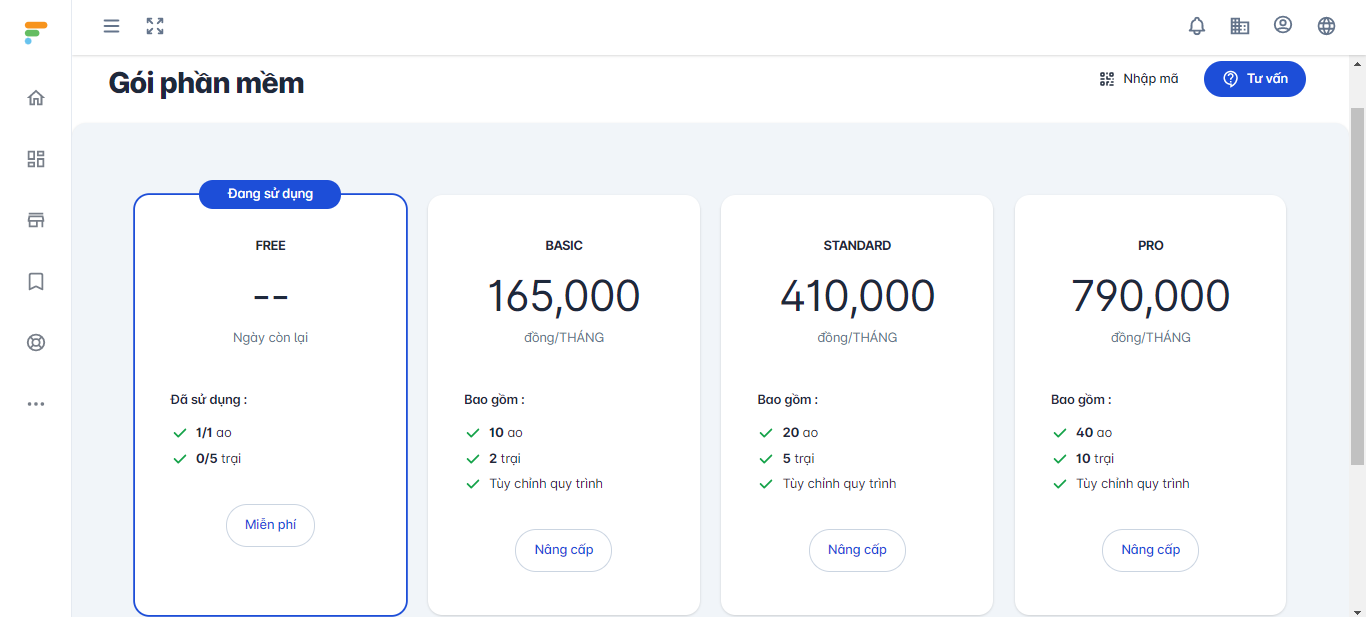 Gói phần mềm
Nhập mã
Tư vấn
Đang sử dụng
FREE
--
Ngày còn lại
Đã sử dụng :
1/1 ao
0/5 trại
Miễn phí
BASIC
165,000
đồng/THÁNG
Bao gồm :
10 ao
2 trại
Tùy chỉnh quy trình
Nâng cấp
STANDARD
410,000
đồng/THÁNG
Bao gồm :
20 ao
5 trại
Tùy chỉnh quy trình
Nâng cấp
PRO
790,000
đồng/THÁNG
Bao gồm :
40 ao
10 trại
Tùy chỉnh quy trình
Nâng cấp